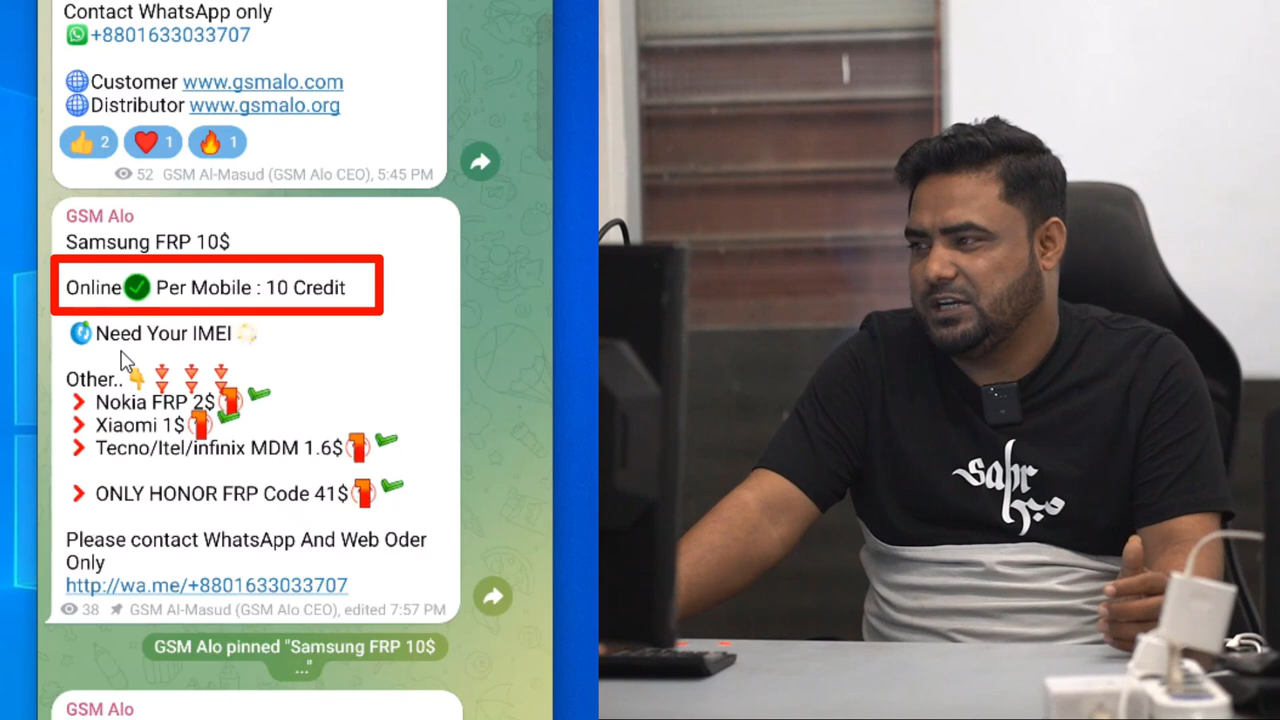 Contact WhatsApp only
+8801633033707
Customer www.gsmalo.com
Distributor www.gsmalo.org
👍 2 ❤️ 1 🔥 1
52 GSM Al-Masud (GSM Alo CEO), 5:45 PM
GSM Alo
Samsung FRP 10$
Online✅ Per Mobile : 10 Credit
Need Your IMEI
Other..👇
Nokia FRP 2$
Xiaomi 1$
Tecno/Itel/infinix MDM 1.6$
ONLY HONOR FRP Code 41$
Please contact WhatsApp And Web Oder
Only
http://wa.me/+8801633033707
38 GSM Al-Masud (GSM Alo CEO), edited 7:57 PM
GSM Alo pinned "Samsung FRP 10$
..."
GSM Alo
sabr
صبر